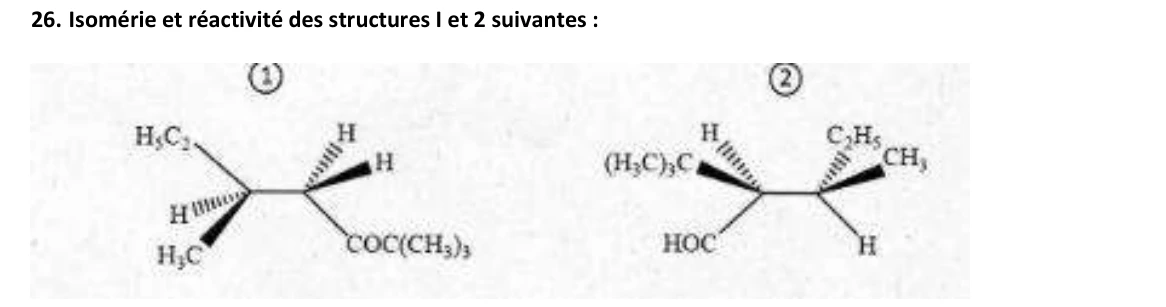 26. Isomérie et réactivité des structures I et 2 suivantes :
1
2
H₅C₂
H
H
H
H₃C
COC(CH₃)₃
H
(H₃C)₃C
HOC
C₂H₅
CH₃
H